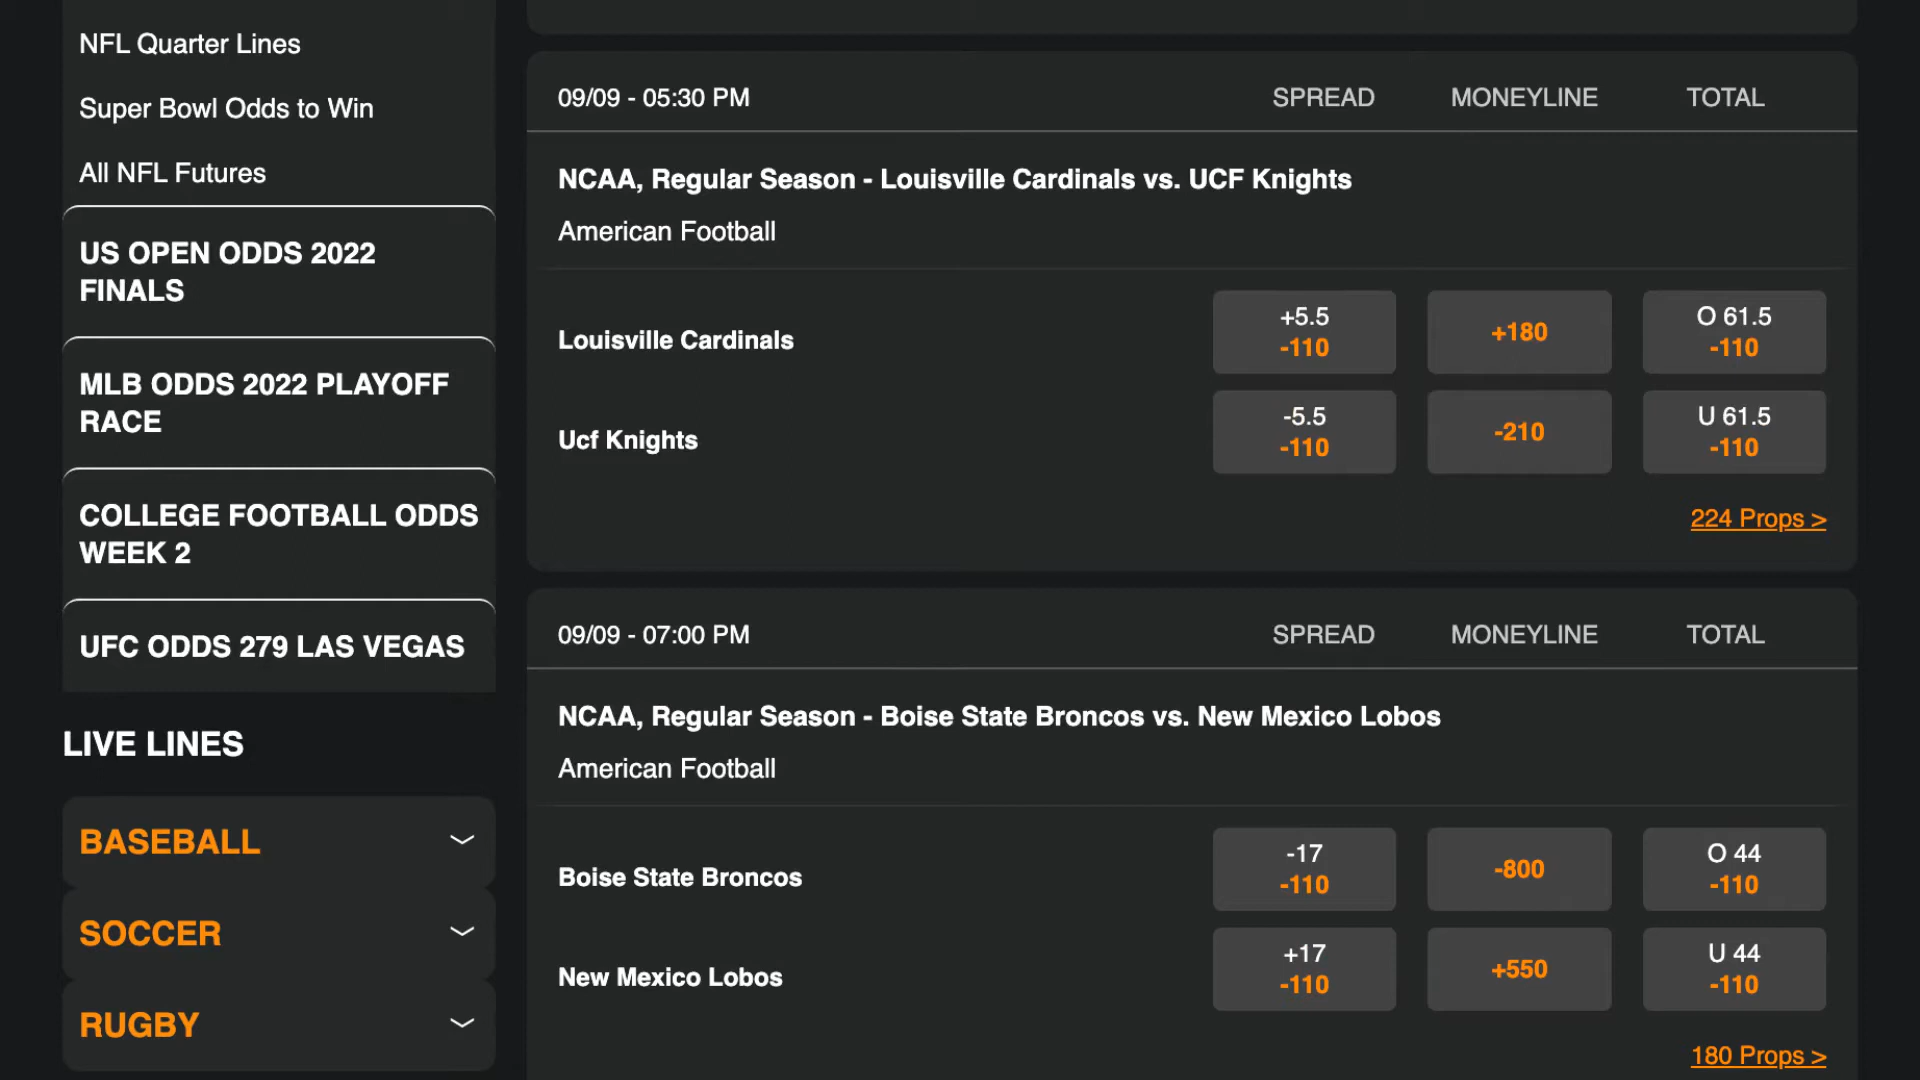 NFL Quarter Lines
Super Bowl Odds to Win
All NFL Futures
US OPEN ODDS 2022
FINALS
MLB ODDS 2022 PLAYOFF
RACE
COLLEGE FOOTBALL ODDS
WEEK 2
UFC ODDS 279 LAS VEGAS
LIVE LINES
BASEBALL
SOCCER
RUGBY
09/09 - 05:30 PM SPREAD MONEYLINE TOTAL
NCAA, Regular Season - Louisville Cardinals vs. UCF Knights
American Football
Louisville Cardinals
+5.5
-110
+180
O 61.5
-110
Ucf Knights
-5.5
-110
-210
U 61.5
-110
224 Props >
09/09 - 07:00 PM SPREAD MONEYLINE TOTAL
NCAA, Regular Season - Boise State Broncos vs. New Mexico Lobos
American Football
Boise State Broncos
-17
-110
-800
O 44
-110
New Mexico Lobos
+17
-110
+550
U 44
-110
180 Props >